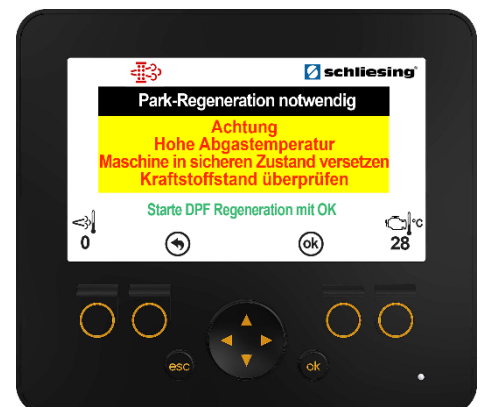 schliesing
Park-Regeneration notwendig
Achtung
Hohe Abgastemperatur
Maschine in sicheren Zustand versetzen
Kraftstoffstand überprüfen
Starte DPF Regeneration mit OK
°C
0
ok
28
esc
ok